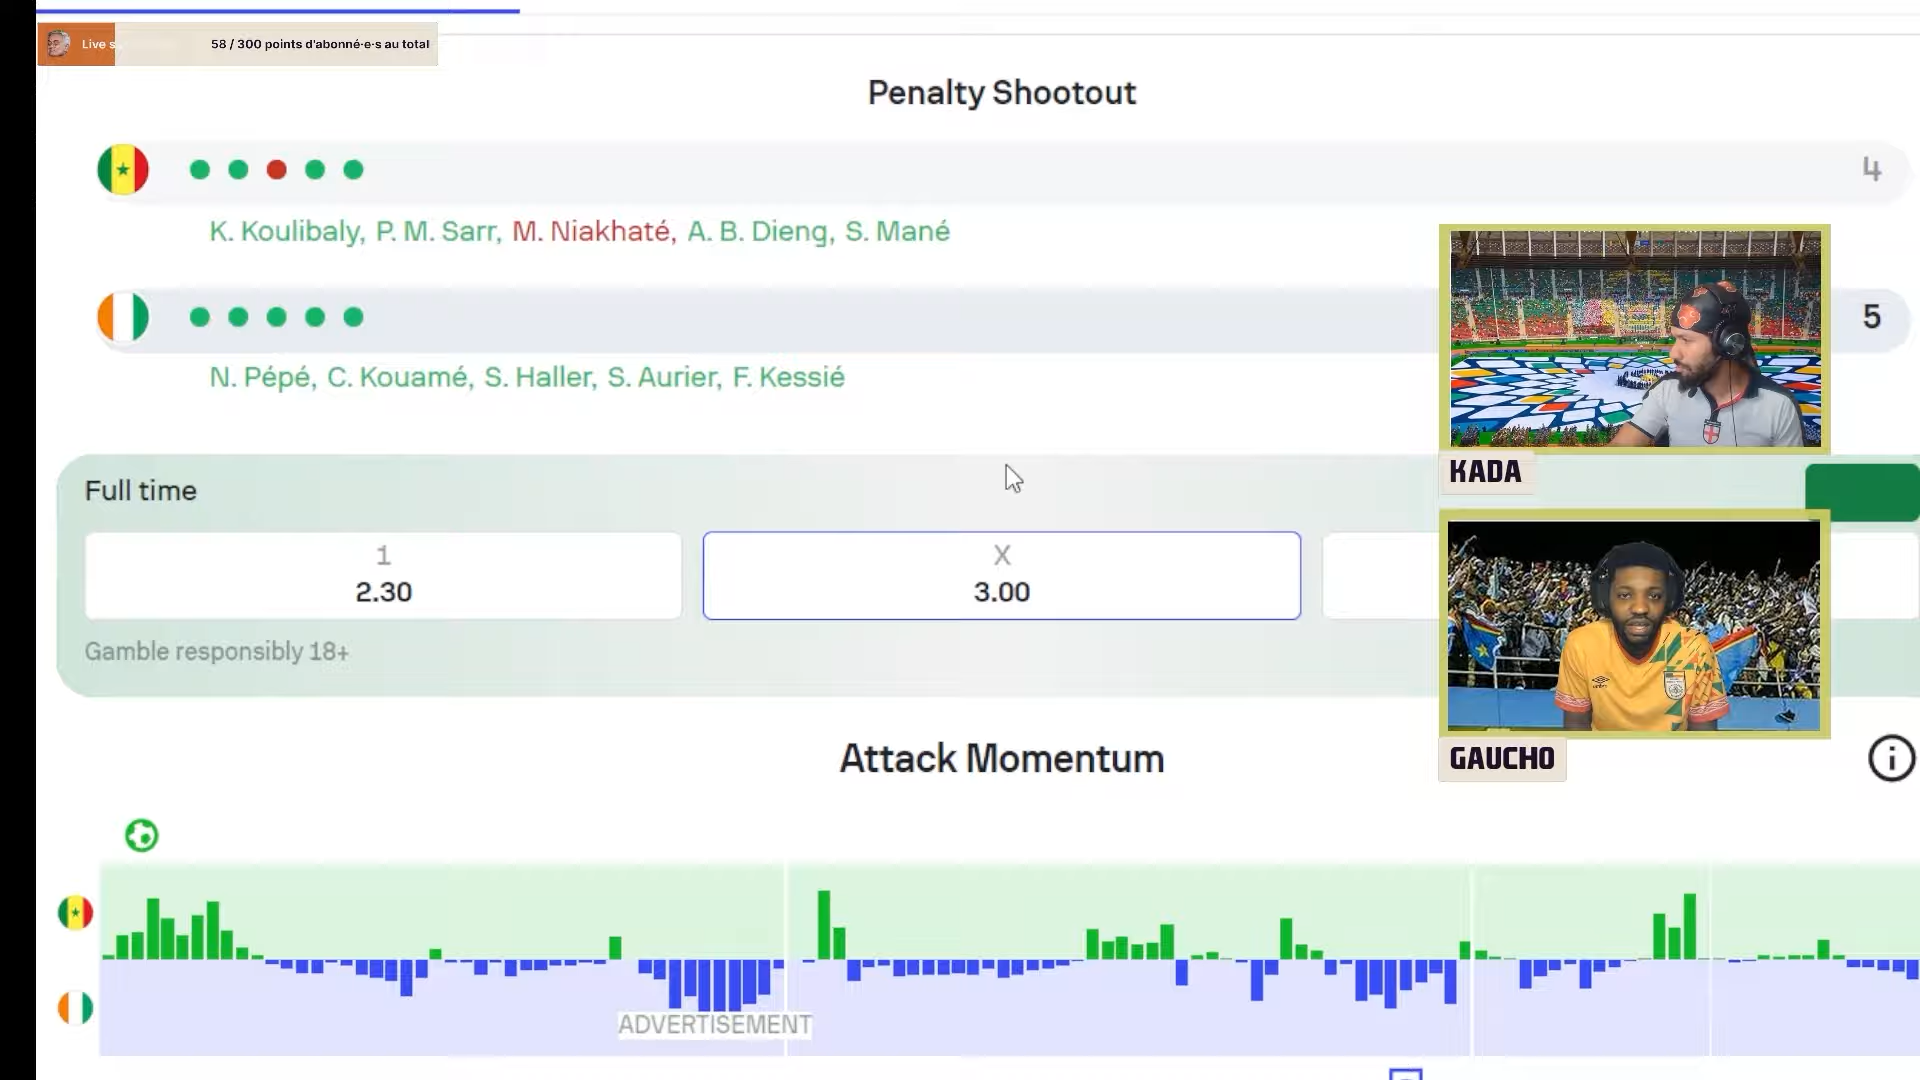 Live s
58 / 300 points d'abonné·e·s au total
Penalty Shootout
4
K. Koulibaly, P. M. Sarr, M. Niakhaté, A. B. Dieng, S. Mané
5
N. Pépé, C. Kouamé, S. Haller, S. Aurier, F. Kessié
KADA
Full time
1
2.30
X
3.00
Gamble responsibly 18+
GAUCHO
Attack Momentum
ADVERTISEMENT